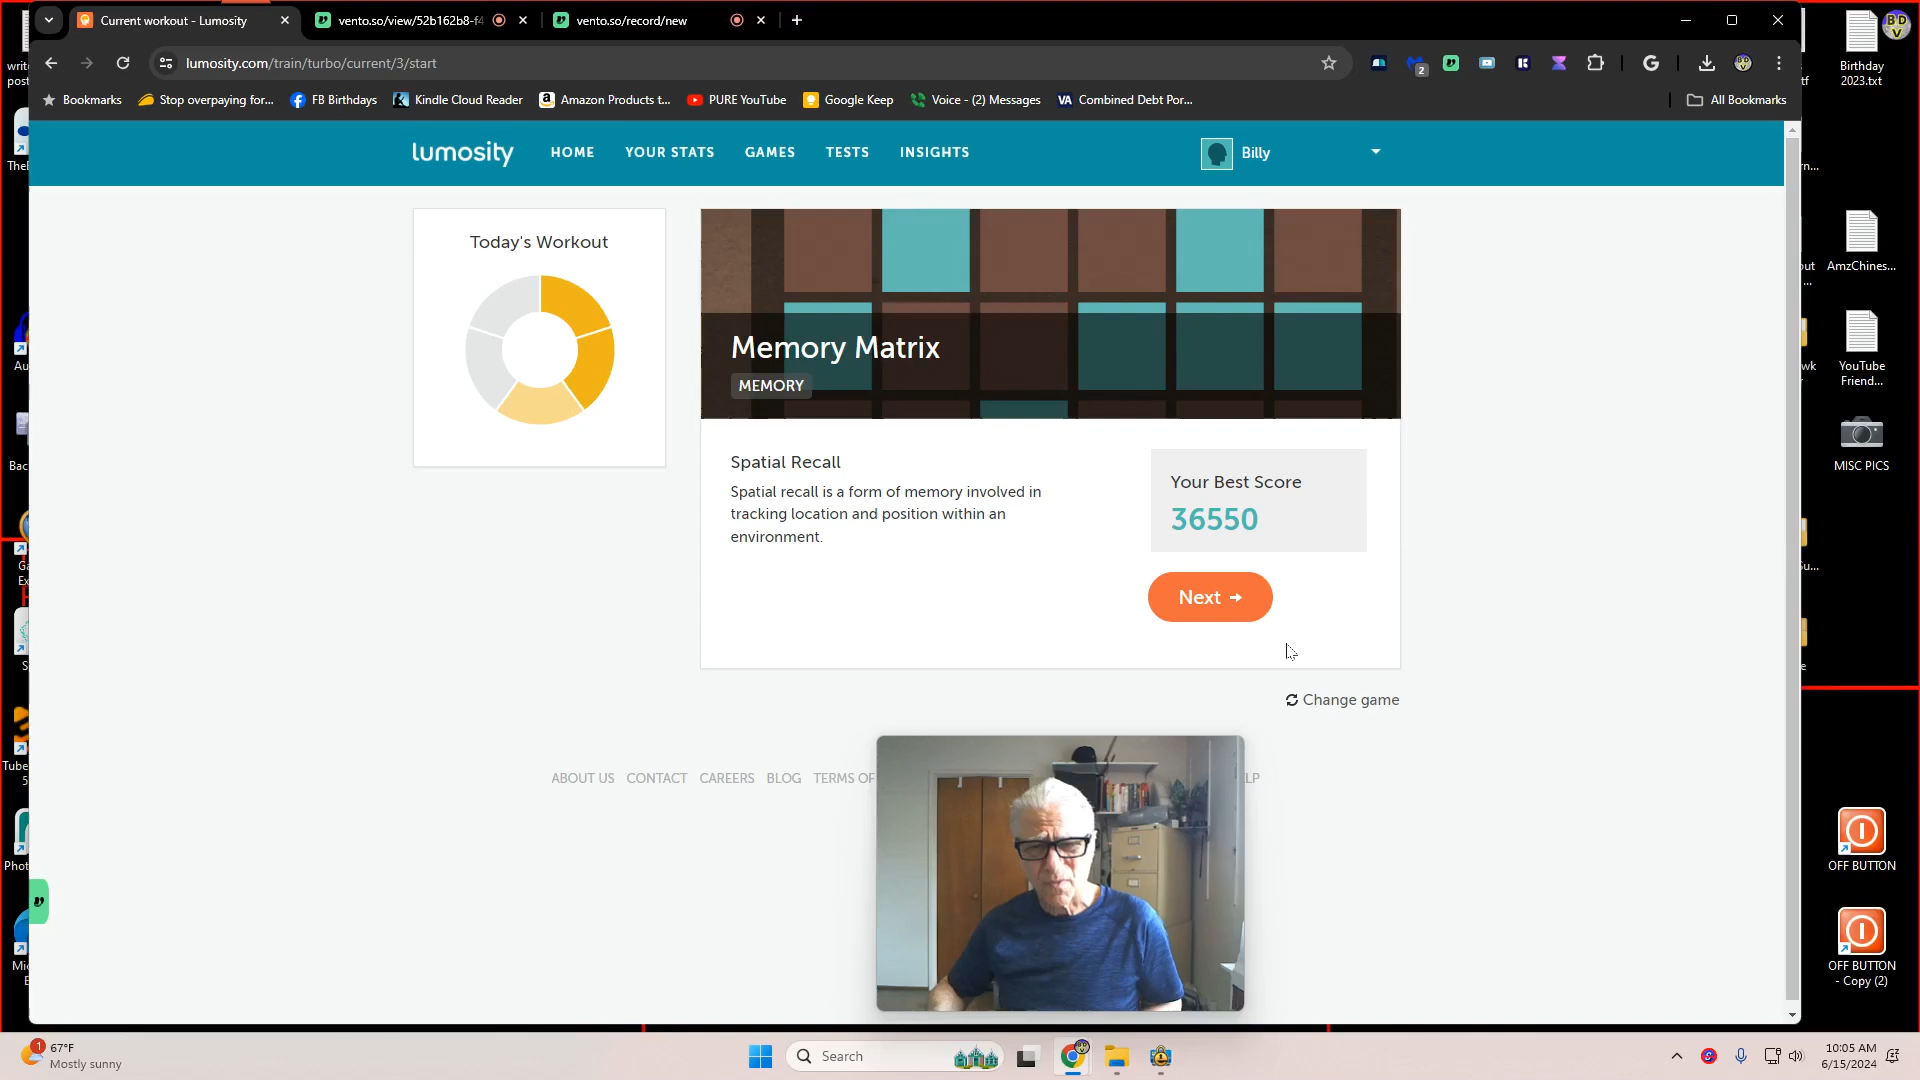 Current workout - Lumosity
vento.so/view/52b162b8-f4
vento.so/record/new
lumosity.com/train/turbo/current/3/start
2
Bookmarks
Stop overpaying for...
FB Birthdays
Kindle Cloud Reader
Amazon Products t...
PURE YouTube
Google Keep
Voice - (2) Messages
Combined Debt Por...
All Bookmarks
lumosity
HOME
YOUR STATS
GAMES
TESTS
INSIGHTS
Billy
Today's Workout
Memory Matrix
MEMORY
Spatial Recall
Spatial recall is a form of memory involved in
tracking location and position within an
environment.
Your Best Score
36550
Next
Change game
ABOUT US
CONTACT
CAREERS
BLOG
TERMS OF
LP
Birthday
2023.txt
AmzChines...
YouTube
Friend...
MISC PICS
OFF BUTTON
OFF BUTTON
- Copy (2)
1
67°F
Mostly sunny
Search
10:05 AM
6/15/2024